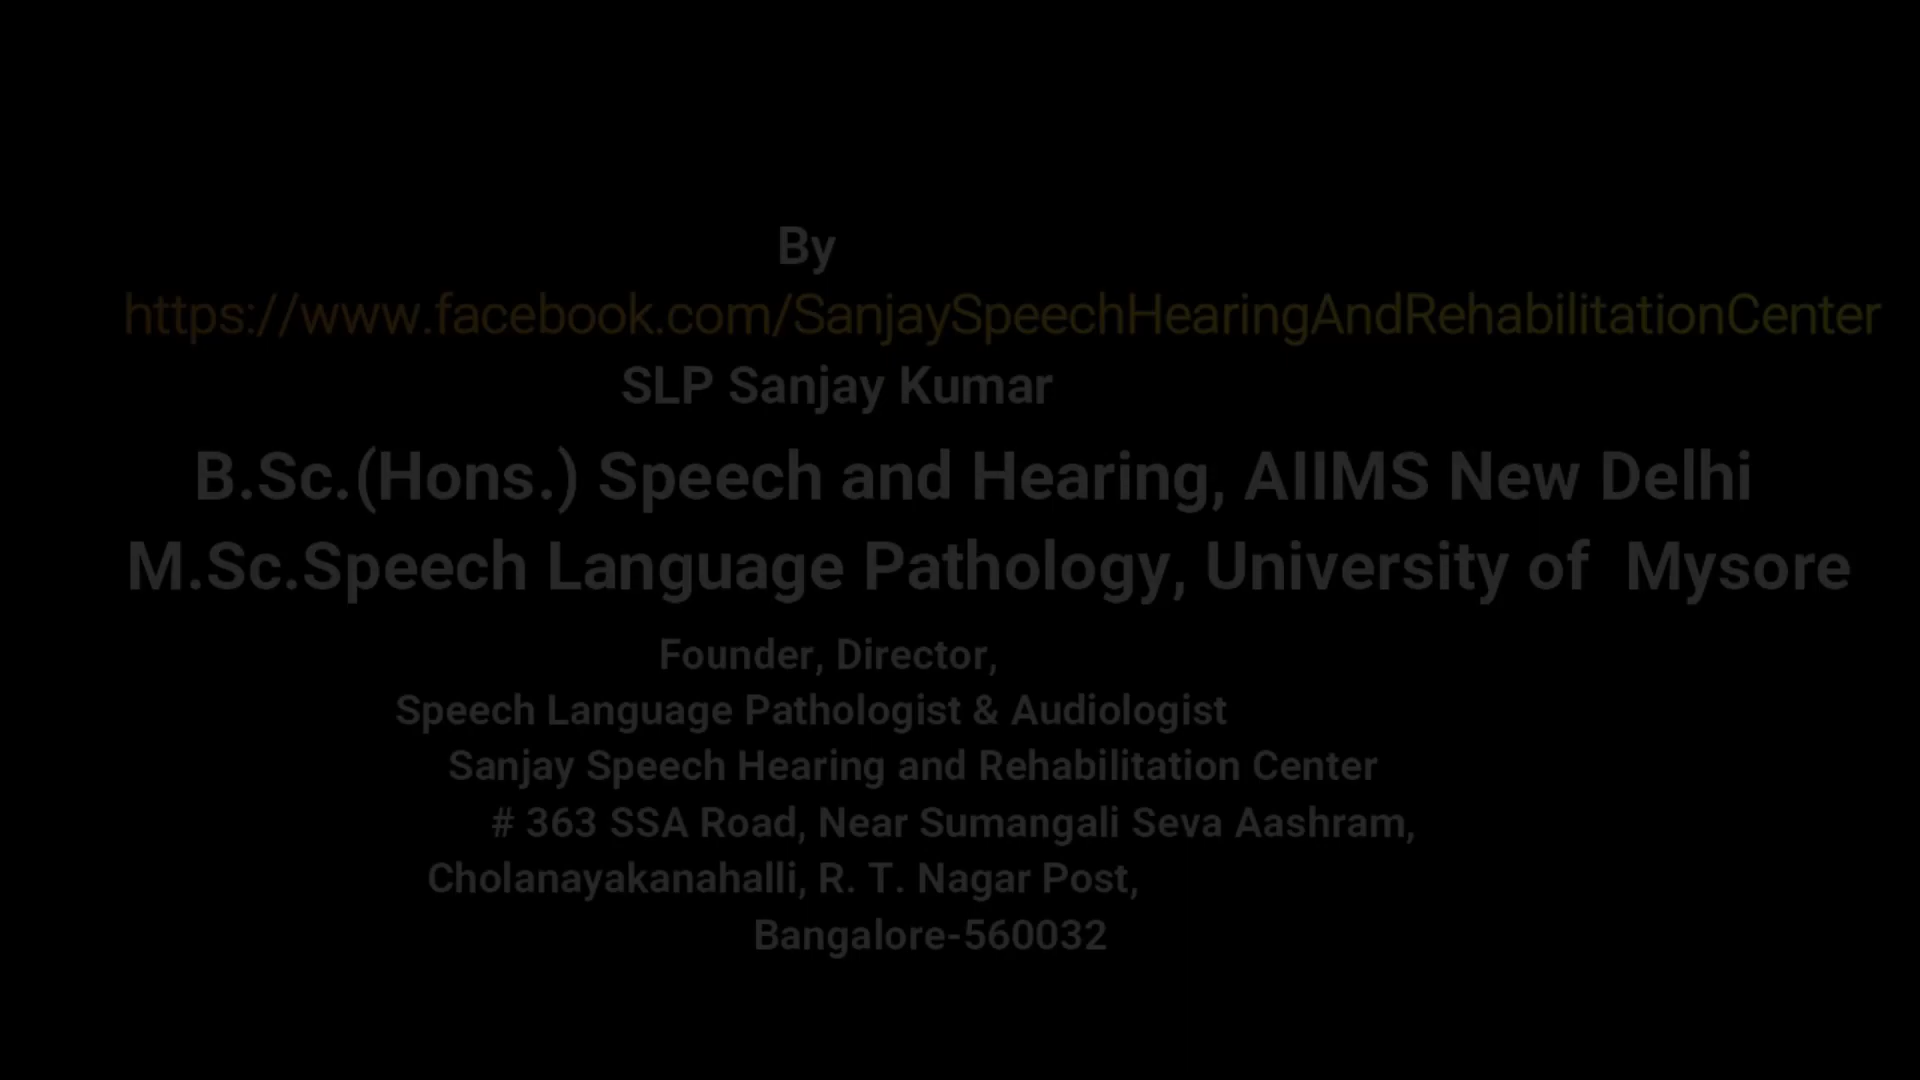 By
https://www.facebook.com/SanjaySpeechHearingAndRehabilitationCenter
SLP Sanjay Kumar
B.Sc.(Hons.) Speech and Hearing, AIIMS New Delhi
M.Sc.Speech Language Pathology, University of  Mysore
Founder, Director,
Speech Language Pathologist & Audiologist
Sanjay Speech Hearing and Rehabilitation Center
# 363 SSA Road, Near Sumangali Seva Aashram,
Cholanayakanahalli, R. T. Nagar Post,
Bangalore-560032